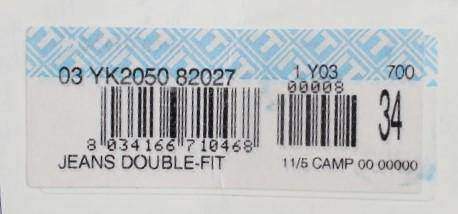 03 YK2050 82027 1 Y03 700
00008
34
8 034166 710468
JEANS DOUBLE-FIT 11/5 CAMP 00 00000